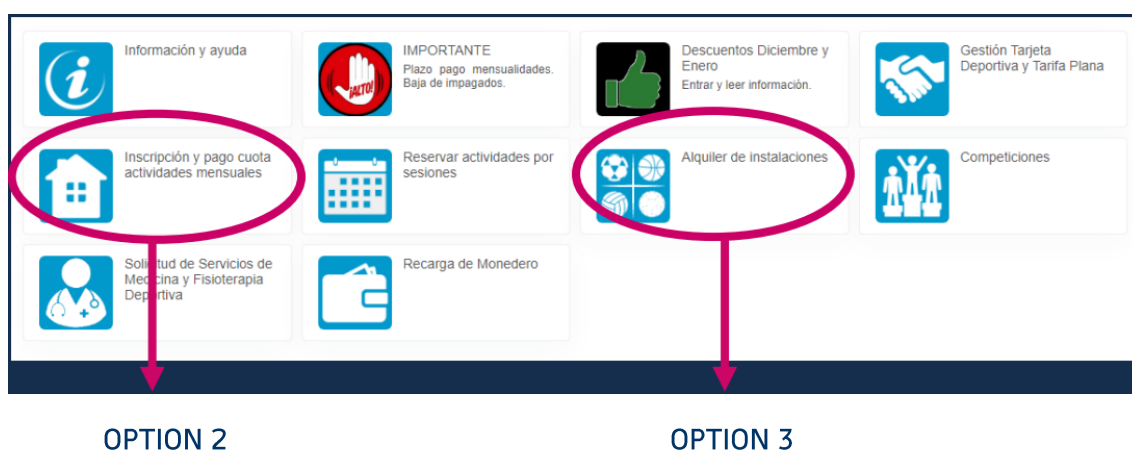 Información y ayuda
IMPORTANTE
Plazo pago mensualidades.
Baja de impagados.
¡ALTO!
Descuentos Diciembre y
Enero
Entrar y leer información.
Gestión Tarjeta
Deportiva y Tarifa Plana
Inscripción y pago cuota
actividades mensuales
Reservar actividades por
sesiones
Alquiler de instalaciones
Competiciones
Solicitud de Servicios de
Medicina y Fisioterapia
Deportiva
Recarga de Monedero
OPTION 2
OPTION 3